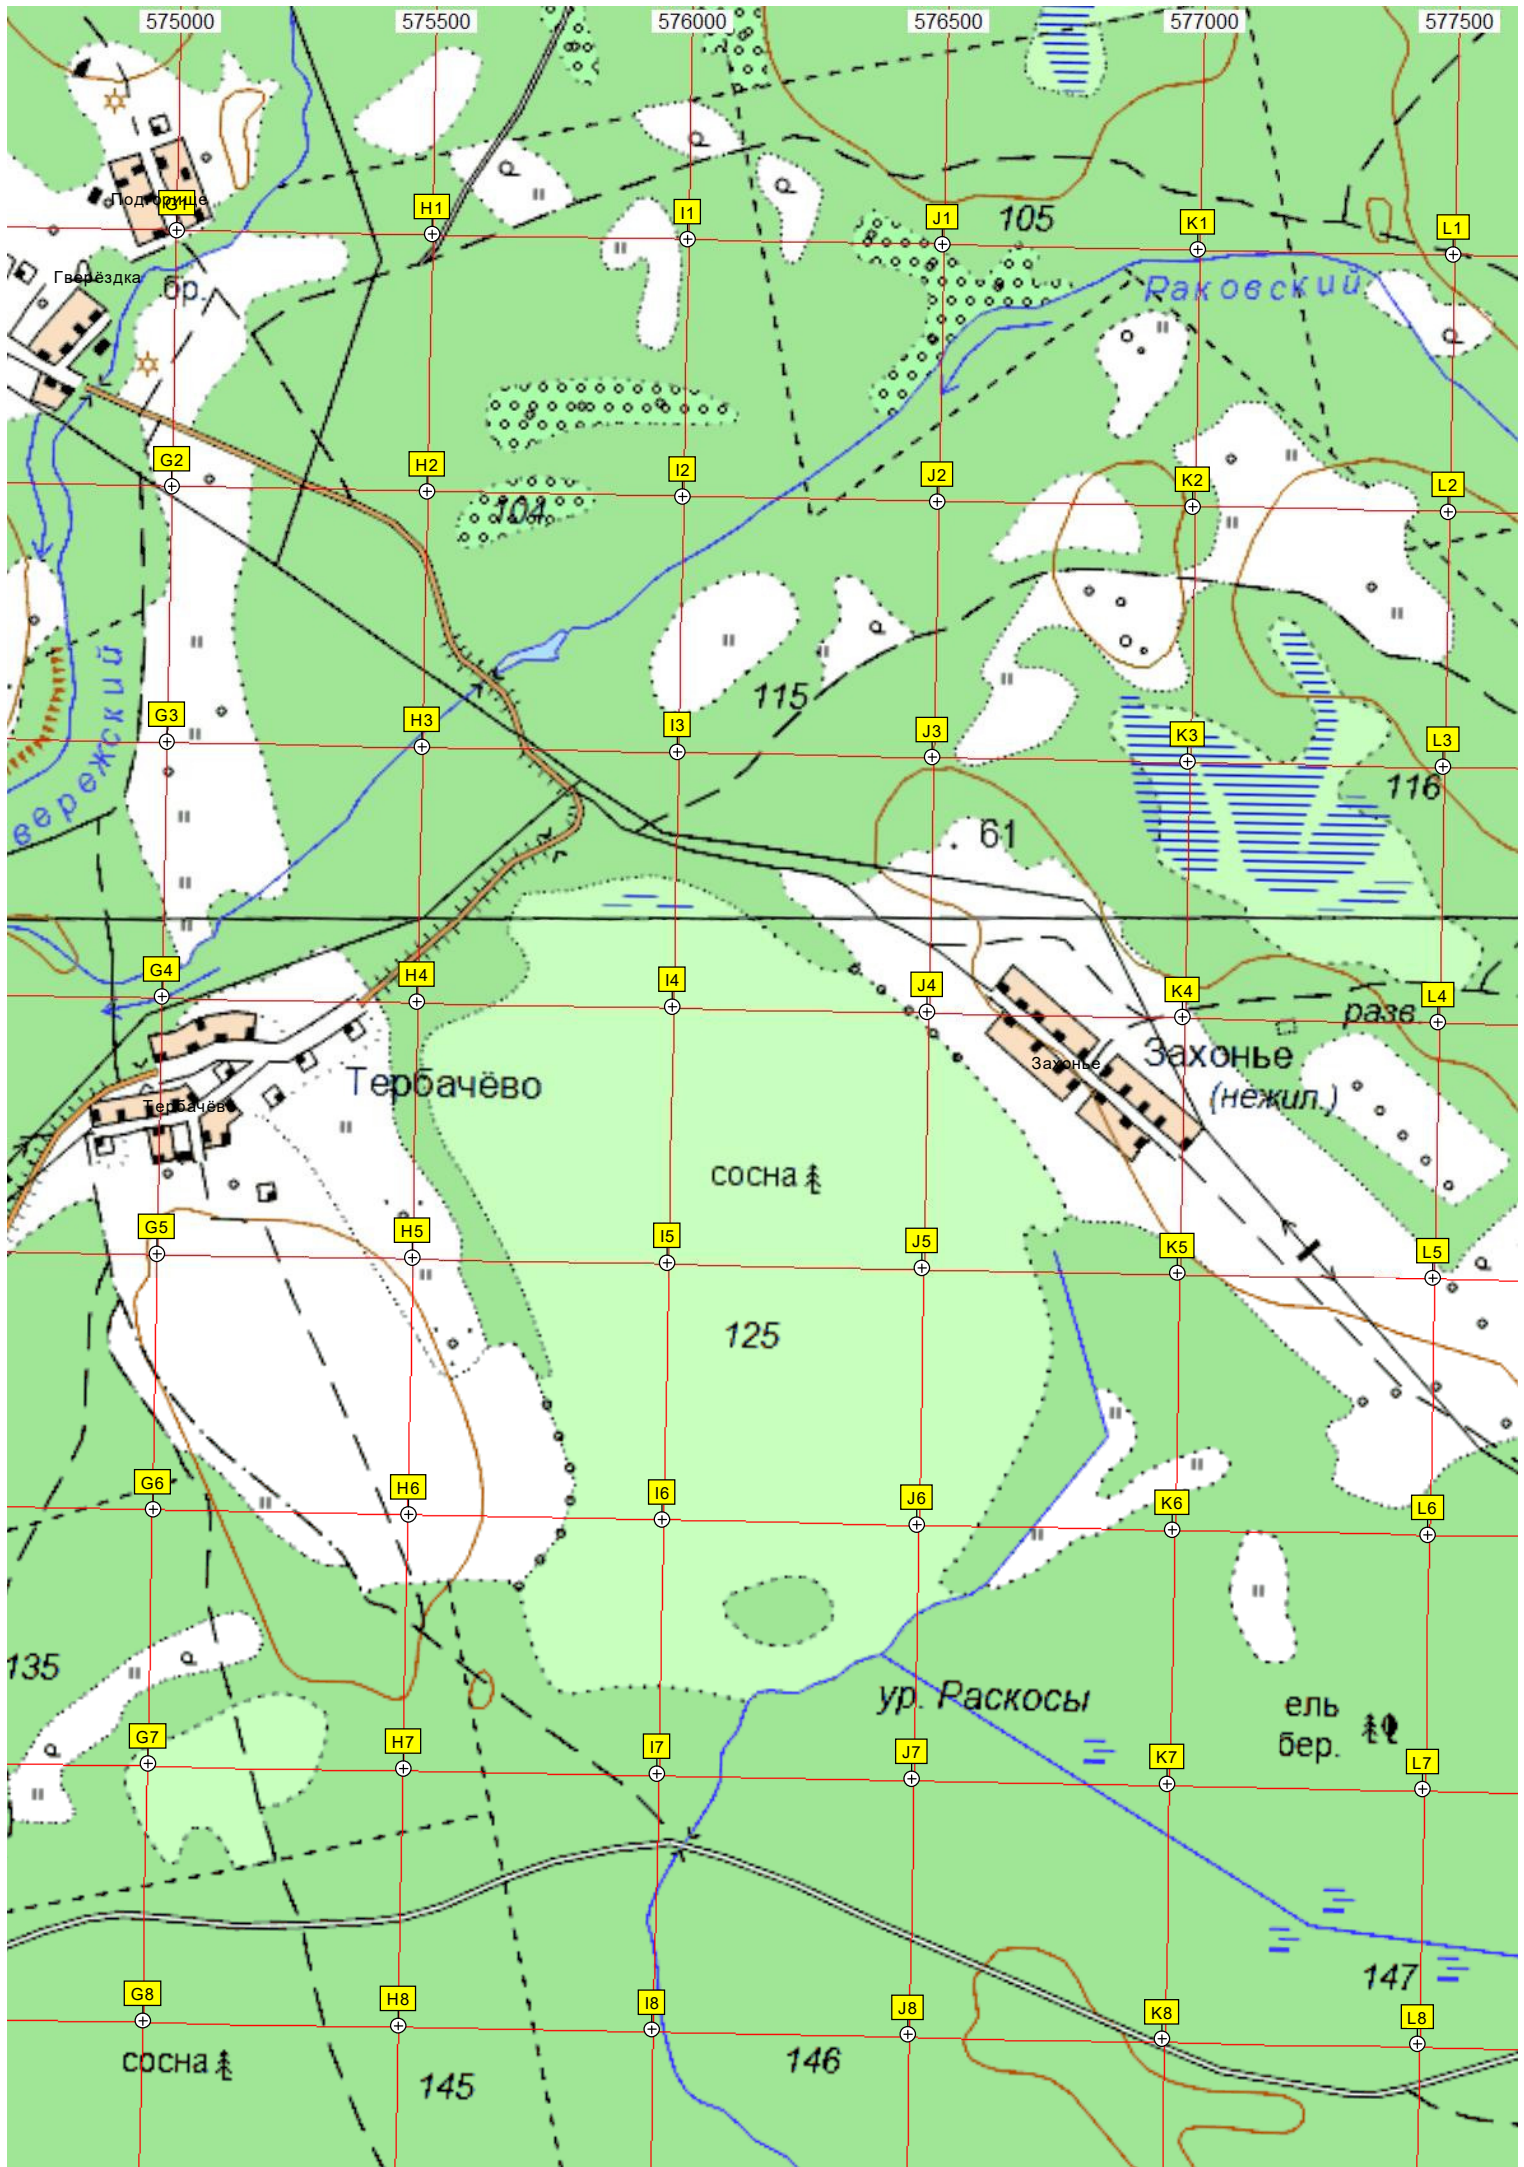 575000 575500 576000 576500 577000 577500
Подгорище
G1 H1 I1 J1 105 K1 L1
Гверёздка
бр.
Раковский
G2 H2 I2 J2 K2 L2
104
вережский
115
G3 H3 I3 J3 K3 L3
116
61
G4 H4 I4 J4 K4 L4
разв.
Захонье
Захонье
(нежил.)
Тербачёво
Тербачёв
сосна
G5 H5 I5 J5 K5 L5
125
G6 H6 I6 J6 K6 L6
135
ур. Раскосы
ель
бер.
G7 H7 I7 J7 K7 L7
147
G8 H8 I8 J8 K8 L8
сосна
145
146